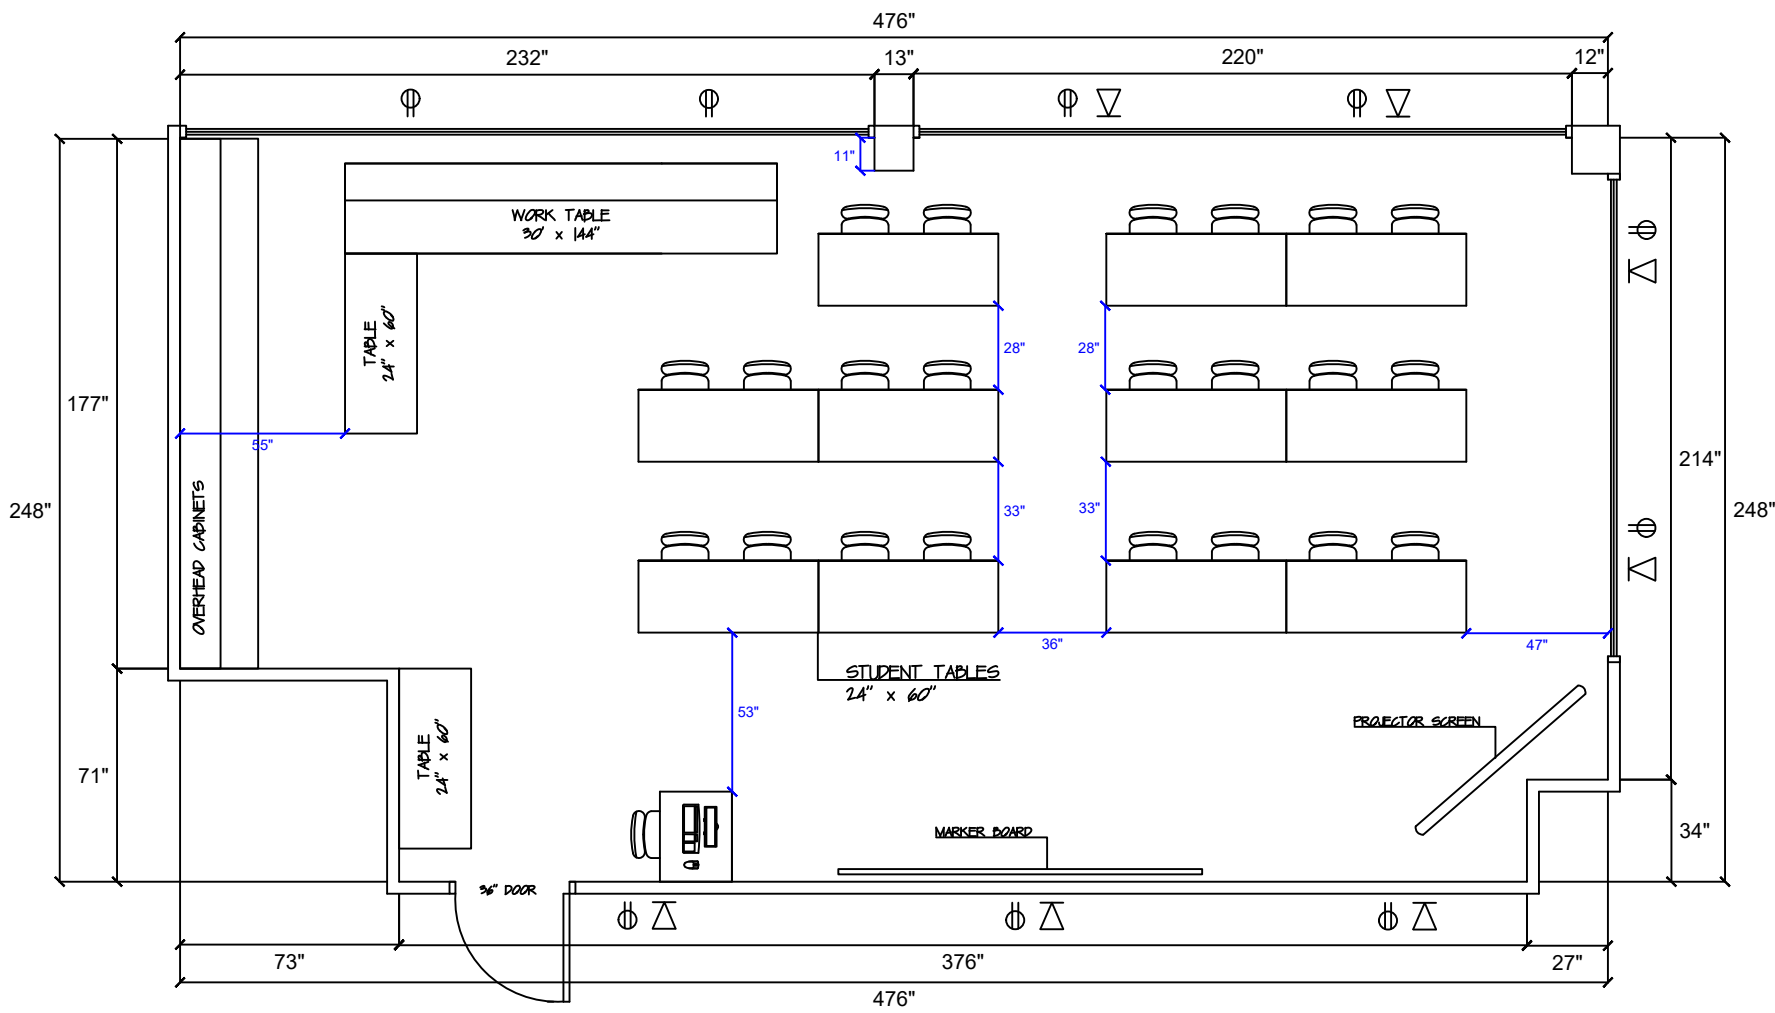 476"
232"
13"
220"
12"
11"
WORK TABLE
30' x 144"
TABLE
24" x 60"
28"
28"
177"
55"
214"
248"
OVERHEAD CABINETS
33"
33"
248"
36"
47"
STUDENT TABLES
24" x 60"
53"
PROJECTOR SCREEN
TABLE
24" x 60"
71"
MARKER BOARD
34"
36" DOOR
73"
376"
27"
476"